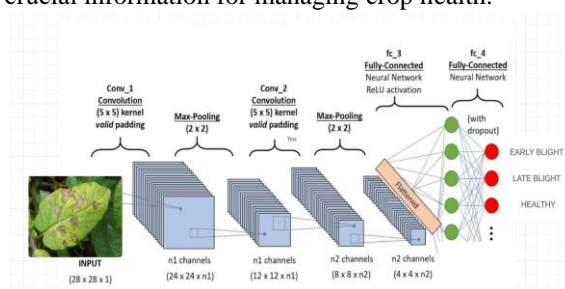 crucial information for managing crop health.
fc_3
Fully-Connected
Neural Network
ReLU activation
fc_4
Fully-Connected
Neural Network
Conv_1
Convolution
(5 x 5) kernel
valid padding
Max-Pooling
(2 x 2)
Conv_2
Convolution
(5 x 5) kernel
valid padding
Text
Max-Pooling
(2 x 2)
(with
dropout)
Flattened
EARLY BLIGHT
LATE BLIGHT
HEALTHY
INPUT
(28 x 28 x 1)
n1 channels
(24 x 24 x n1)
n1 channels
(12 x 12 x n1)
n2 channels
(8 x 8 x n2)
n2 channels
(4 x 4 x n2)